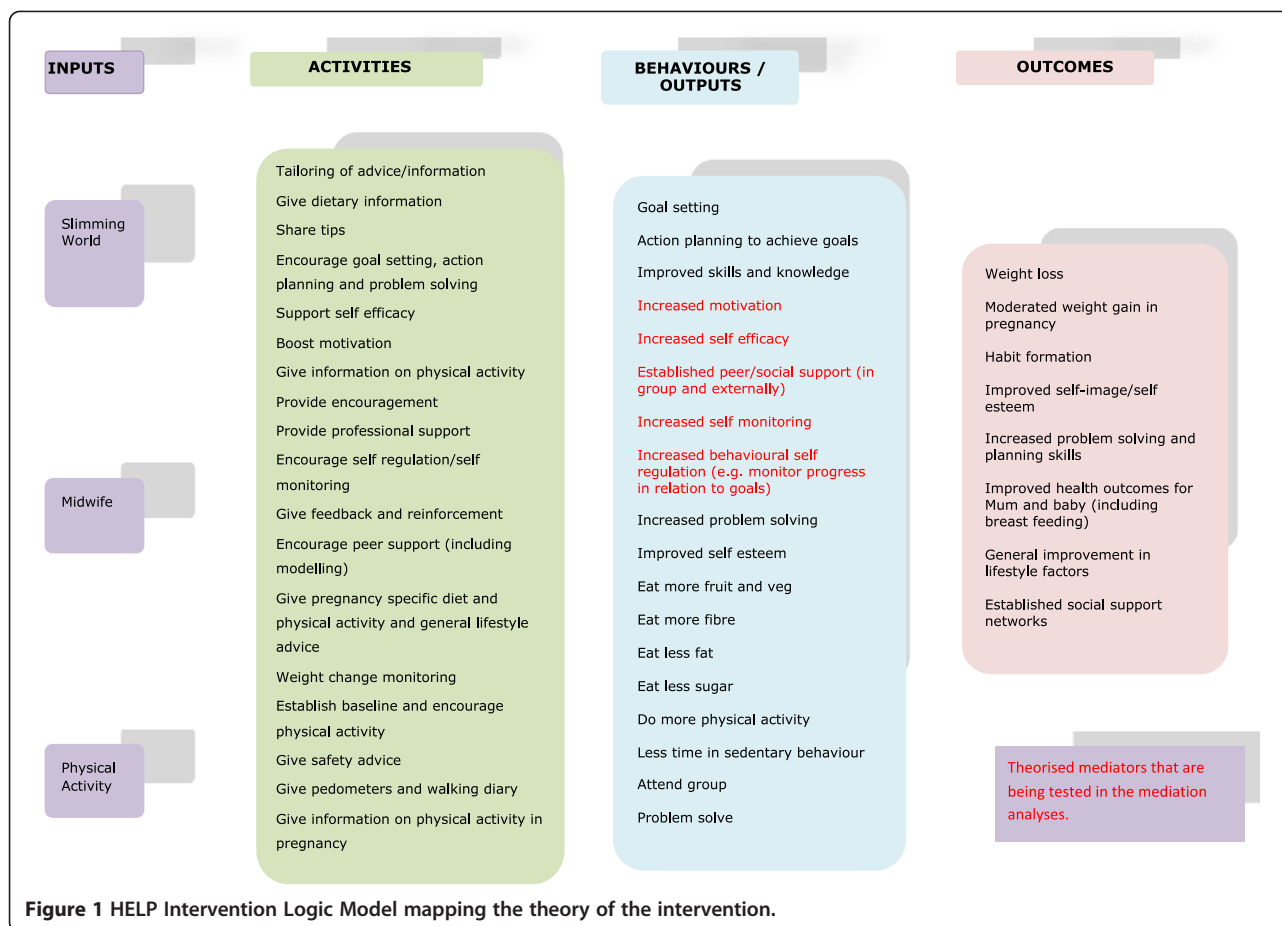 INPUTS
ACTIVITIES
BEHAVIOURS /
OUTPUTS
OUTCOMES
Slimming
World
Midwife
Physical
Activity
Tailoring of advice/information
Give dietary information
Share tips
Encourage goal setting, action
planning and problem solving
Support self efficacy
Boost motivation
Give information on physical activity
Provide encouragement
Provide professional support
Encourage self regulation/self
monitoring
Give feedback and reinforcement
Encourage peer support (including
modelling)
Give pregnancy specific diet and
physical activity and general lifestyle
advice
Weight change monitoring
Establish baseline and encourage
physical activity
Give safety advice
Give pedometers and walking diary
Give information on physical activity in
pregnancy
Goal setting
Action planning to achieve goals
Improved skills and knowledge
Increased motivation
Increased self efficacy
Established peer/social support (in
group and externally)
Increased self monitoring
Increased behavioural self
regulation (e.g. monitor progress
in relation to goals)
Increased problem solving
Improved self esteem
Eat more fruit and veg
Eat more fibre
Eat less fat
Eat less sugar
Do more physical activity
Less time in sedentary behaviour
Attend group
Problem solve
Weight loss
Moderated weight gain in
pregnancy
Habit formation
Improved self-image/self
esteem
Increased problem solving and
planning skills
Improved health outcomes for
Mum and baby (including
breast feeding)
General improvement in
lifestyle factors
Established social support
networks
Theorised mediators that are
being tested in the mediation
analyses.
Figure 1 HELP Intervention Logic Model mapping the theory of the intervention.